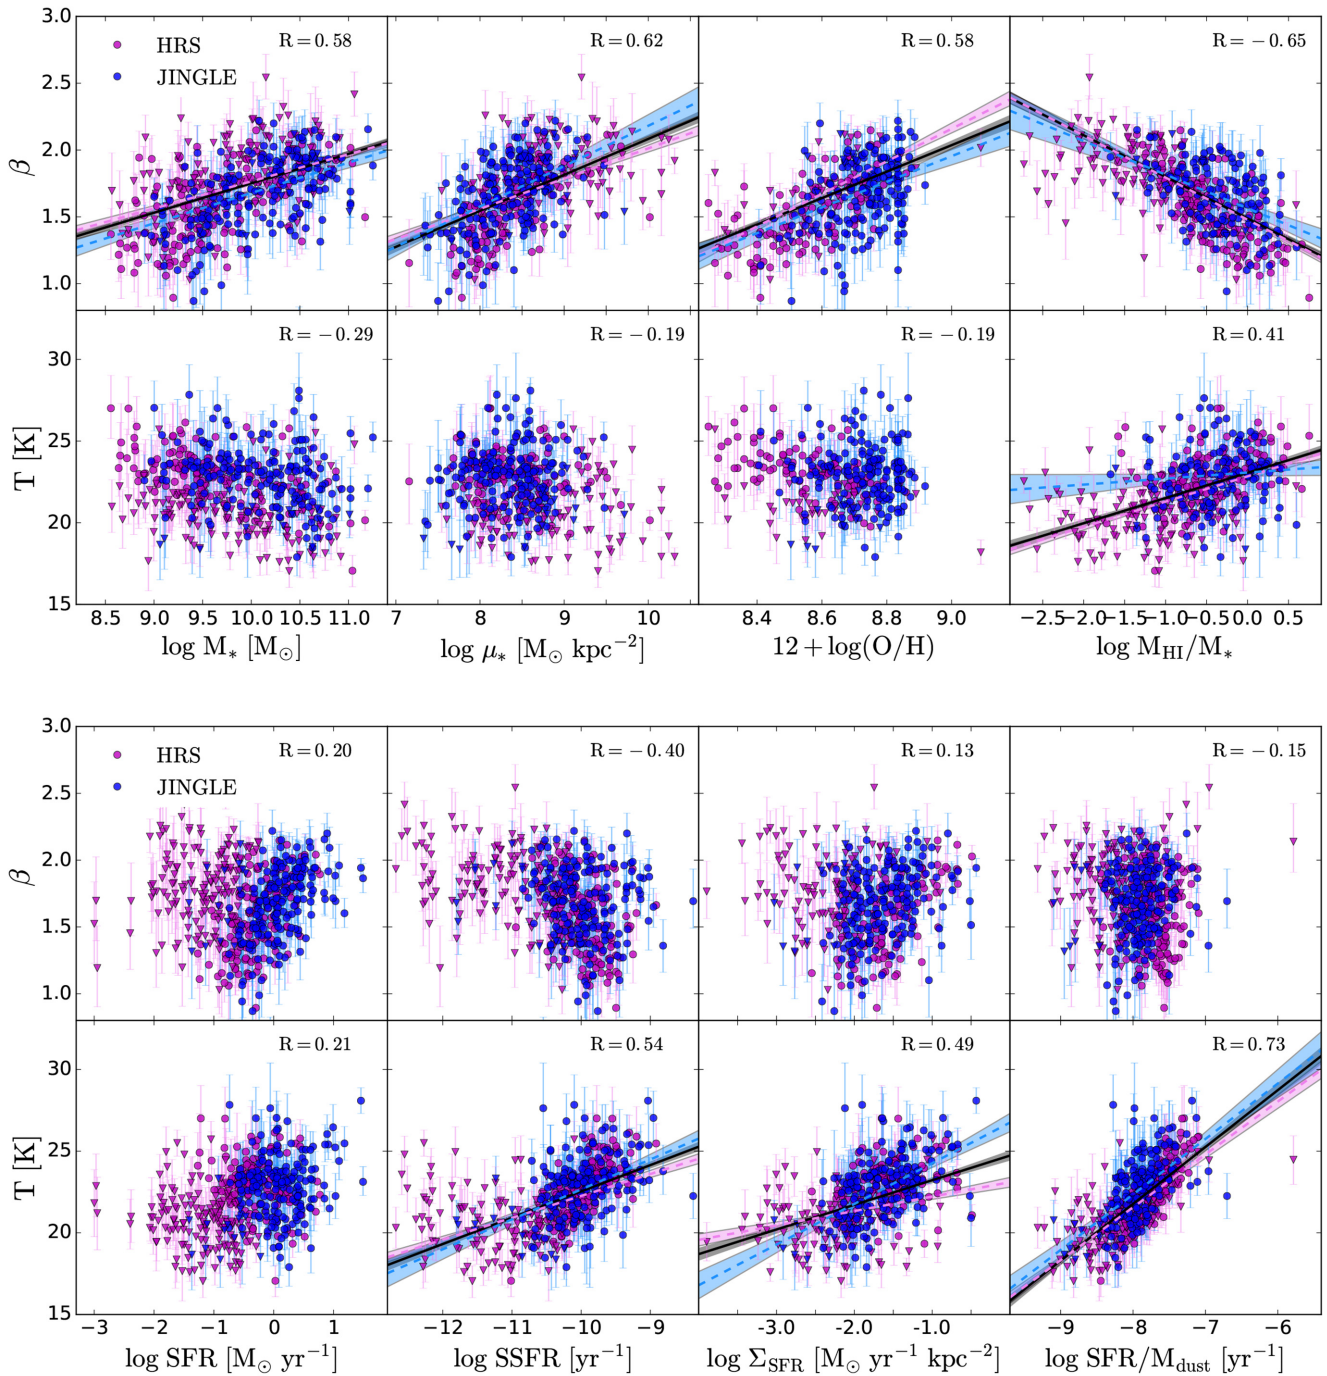 HRS
JINGLE
R = 0.58
R = 0.62
R = 0.58
R = −0.65
β
3.0
2.5
2.0
1.5
1.0
R = −0.29
R = −0.19
R = −0.19
R = 0.41
T [K]
30
25
20
15
8.5 9.0 9.5 10.0 10.5 11.0
7 8 9 10
8.4 8.6 8.8 9.0
−2.5 −2.0 −1.5 −1.0 −0.5 0.0 0.5
log M* [M⊙]
log μ* [M⊙ kpc⁻²]
12 + log(O/H)
log M_HI/M*
HRS
JINGLE
R = 0.20
R = −0.40
R = 0.13
R = −0.15
β
3.0
2.5
2.0
1.5
1.0
R = 0.21
R = 0.54
R = 0.49
R = 0.73
T [K]
30
25
20
15
−3 −2 −1 0 1
−12 −11 −10 −9
-3.0 -2.0 -1.0
−9 −8 −7 −6
log SFR [M⊙ yr⁻¹]
log SSFR [yr⁻¹]
log Σ_SFR [M⊙ yr⁻¹ kpc⁻²]
log SFR/M_dust [yr⁻¹]